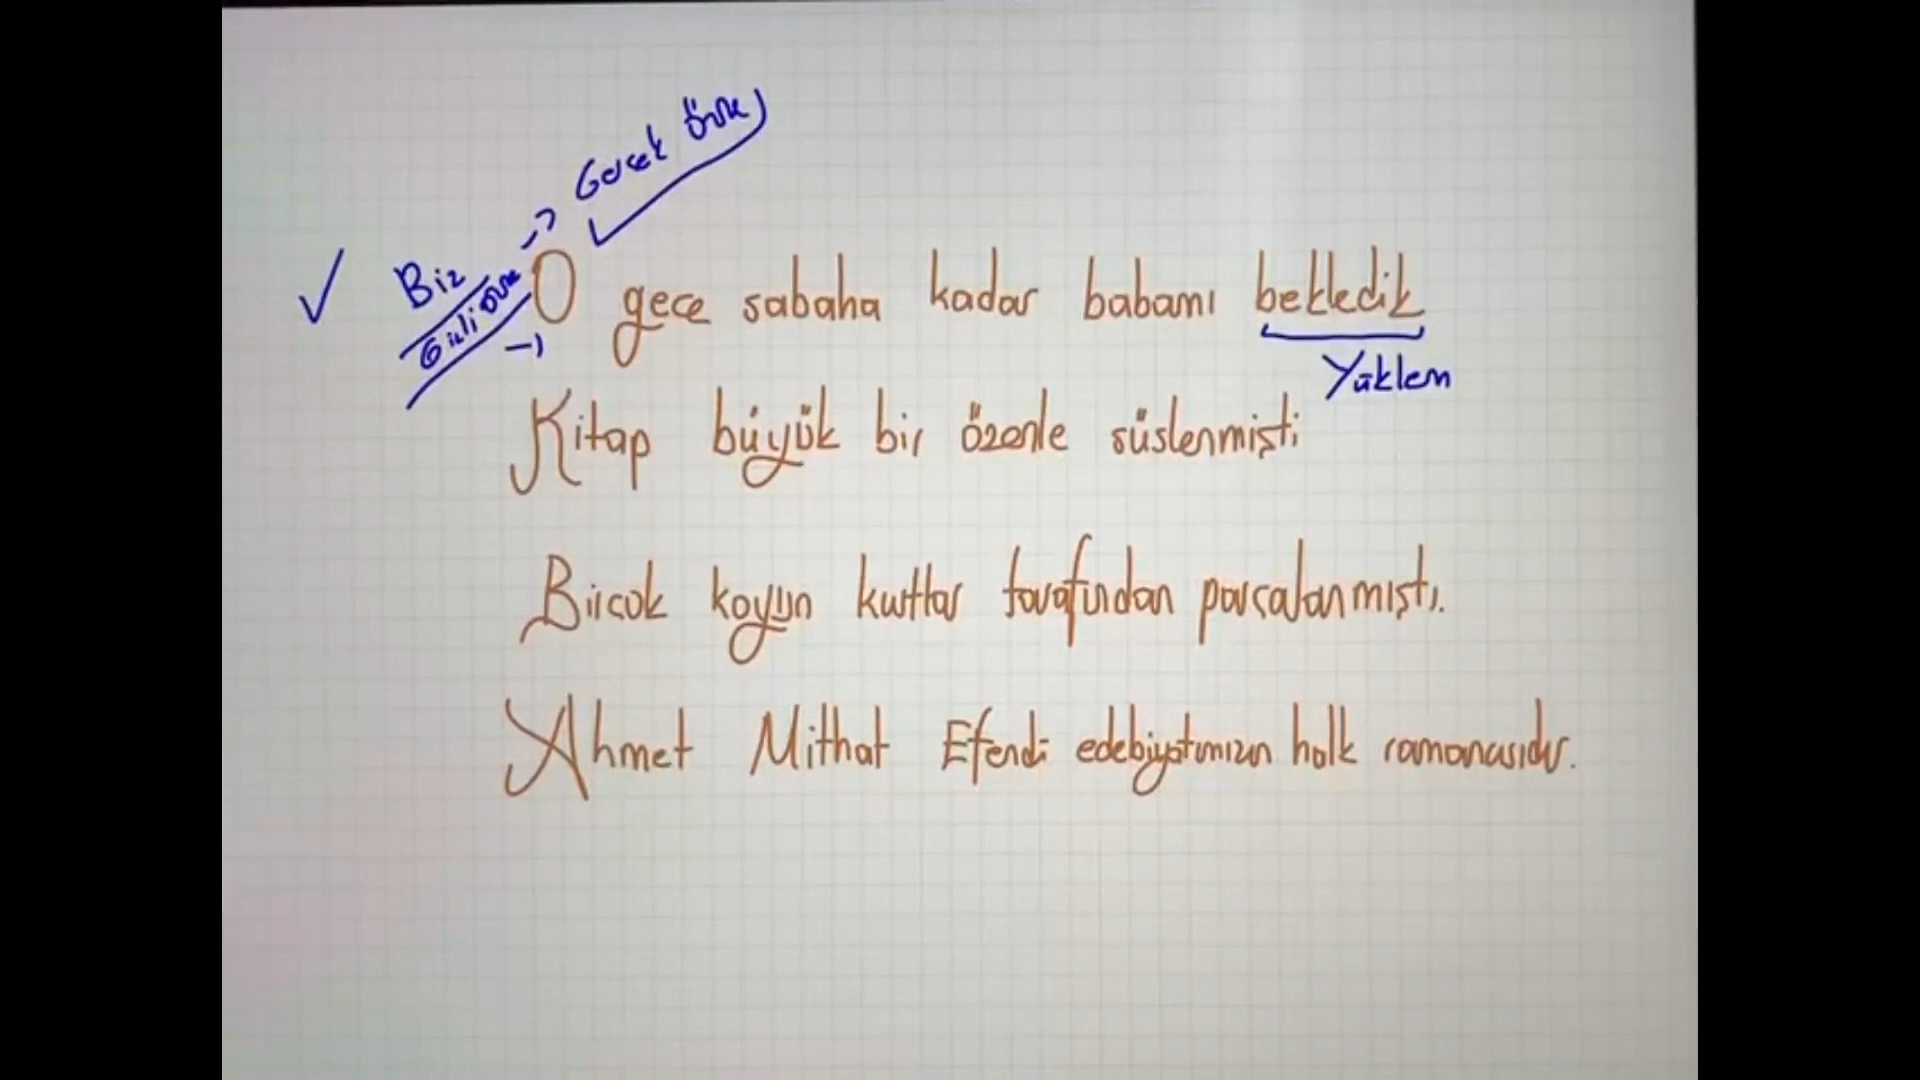 Gerçek özne
✓ Biz O gece sabaha kadar babamı bekledik
Gizli özne
Yüklem
Kitap büyük bir özenle süslenmişti
Birçok koyun kurtlar tarafından parçalanmıştı.
Ahmet Mithat Efendi edebiyatımızın halk romancısıdır.